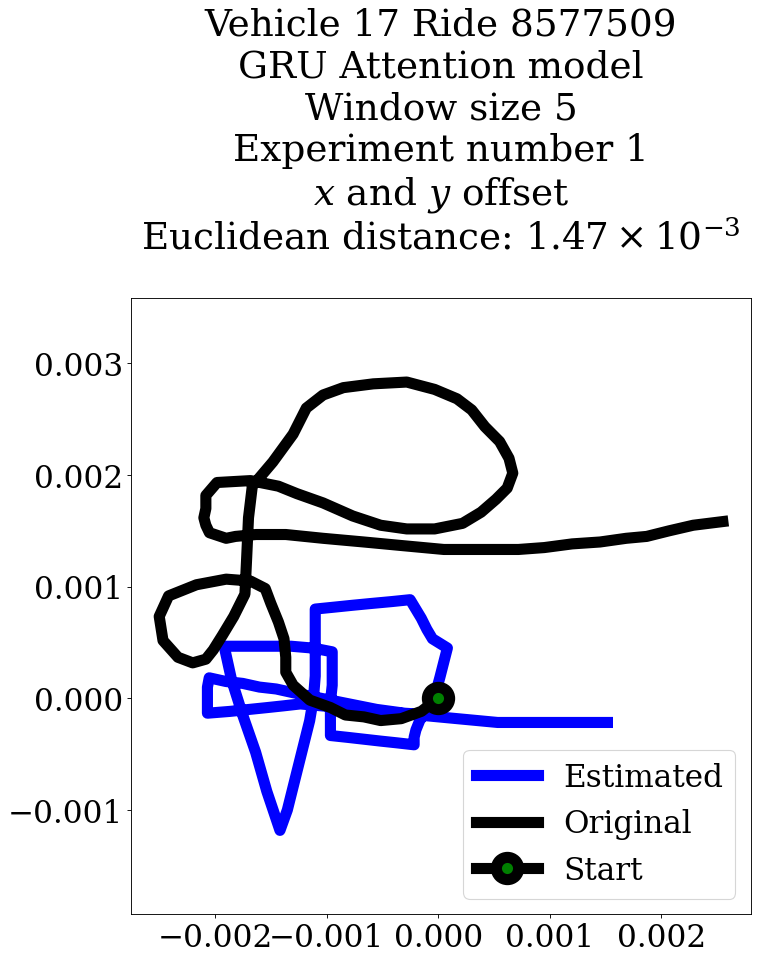 Vehicle 17 Ride 8577509
GRU Attention model
Window size 5
Experiment number 1
x and y offset
Euclidean distance: 1.47 × 10⁻³
0.003
0.002
0.001
0.000
−0.001
Estimated
Original
Start
−0.002 −0.001 0.000 0.001 0.002